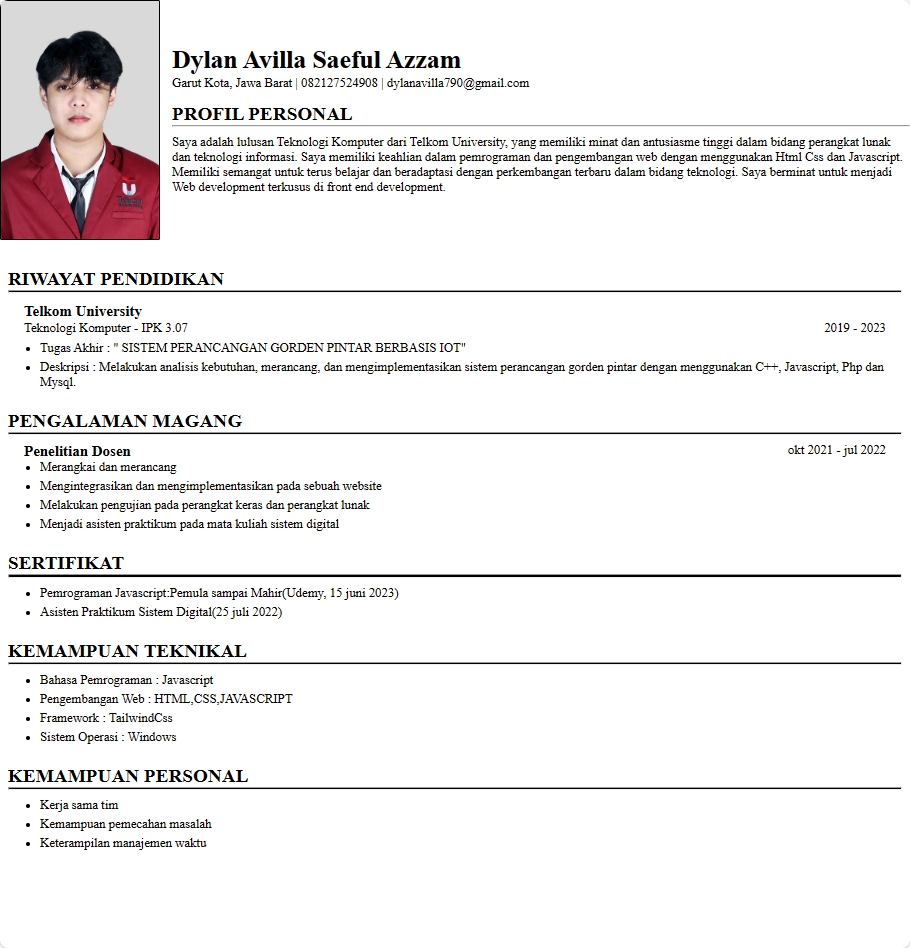 Dylan Avilla Saeful Azzam
Garut Kota, Jawa Barat | 082127524908 | dylanavilla790@gmail.com
PROFIL PERSONAL
Saya adalah lulusan Teknologi Komputer dari Telkom University, yang memiliki minat dan antusiasme tinggi dalam bidang perangkat lunak
dan teknologi informasi. Saya memiliki keahlian dalam pemrograman dan pengembangan web dengan menggunakan Html Css dan Javascript.
Memiliki semangat untuk terus belajar dan beradaptasi dengan perkembangan terbaru dalam bidang teknologi. Saya berminat untuk menjadi
Web development terkusus di front end development.
RIWAYAT PENDIDIKAN
Telkom University
Teknologi Komputer - IPK 3.07 2019 - 2023
• Tugas Akhir : " SISTEM PERANCANGAN GORDEN PINTAR BERBASIS IOT"
• Deskripsi : Melakukan analisis kebutuhan, merancang, dan mengimplementasikan sistem perancangan gorden pintar dengan menggunakan C++, Javascript, Php dan
Mysql.
PENGALAMAN MAGANG
Penelitian Dosen okt 2021 - jul 2022
• Merangkai dan merancang
• Mengintegrasikan dan mengimplementasikan pada sebuah website
• Melakukan pengujian pada perangkat keras dan perangkat lunak
• Menjadi asisten praktikum pada mata kuliah sistem digital
SERTIFIKAT
• Pemrograman Javascript:Pemula sampai Mahir(Udemy, 15 juni 2023)
• Asisten Praktikum Sistem Digital(25 juli 2022)
KEMAMPUAN TEKNIKAL
• Bahasa Pemrograman : Javascript
• Pengembangan Web : HTML,CSS,JAVASCRIPT
• Framework : TailwindCss
• Sistem Operasi : Windows
KEMAMPUAN PERSONAL
• Kerja sama tim
• Kemampuan pemecahan masalah
• Keterampilan manajemen waktu